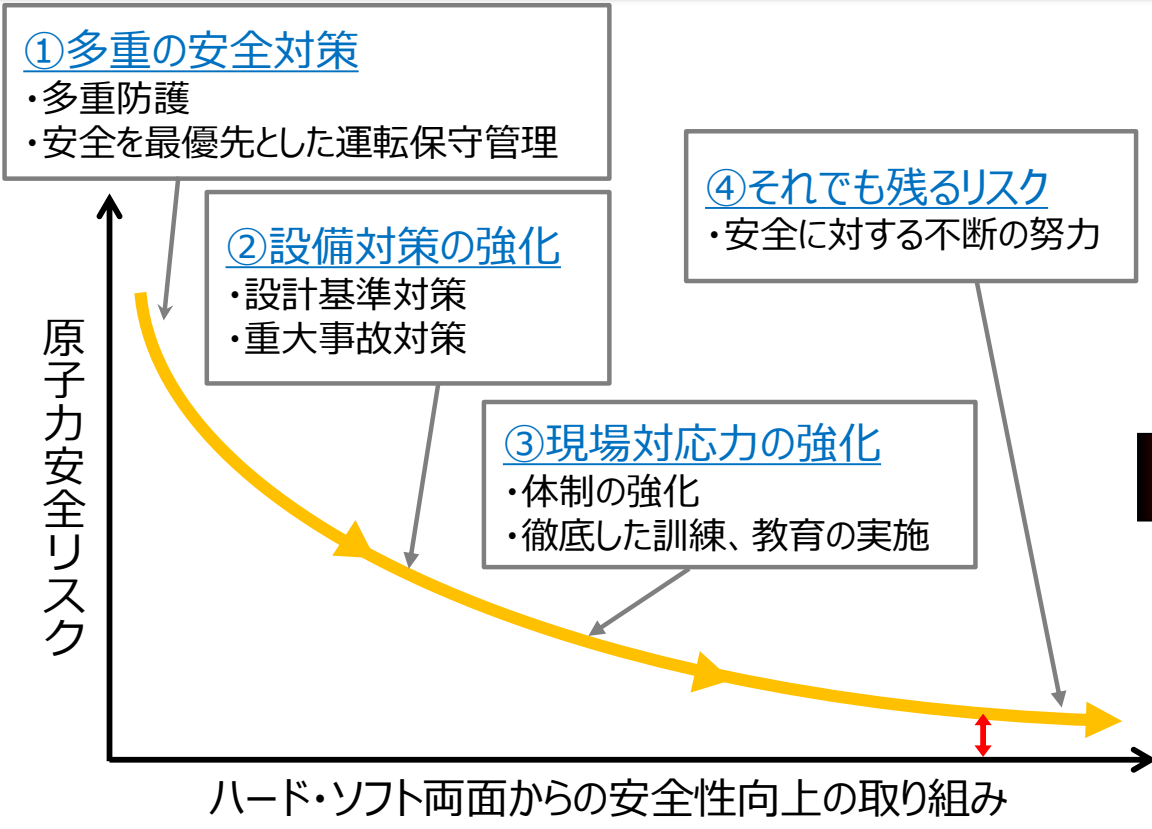 ①多重の安全対策
・多重防護
・安全を最優先とした運転保守管理
②設備対策の強化
・設計基準対策
・重大事故対策
③現場対応力の強化
・体制の強化
・徹底した訓練、教育の実施
④それでも残るリスク
・安全に対する不断の努力
原子力安全リスク
ハード・ソフト両面からの安全性向上の取り組み